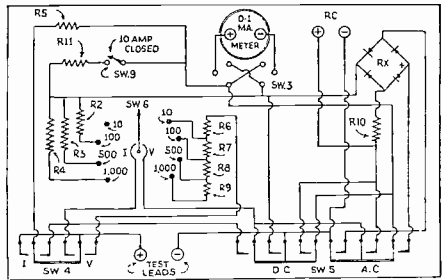 R5
R11
10 AMP
CLOSED
SW.9
0-1
MA.
METER
SW.3
RC
RX
R10
R2
R3
R4
10
100
500
1,000
SW 6
I V
10
100
500
1,000
R6
R7
R8
R9
I SW 4 V
TEST
LEADS
D C SW 5 A.C